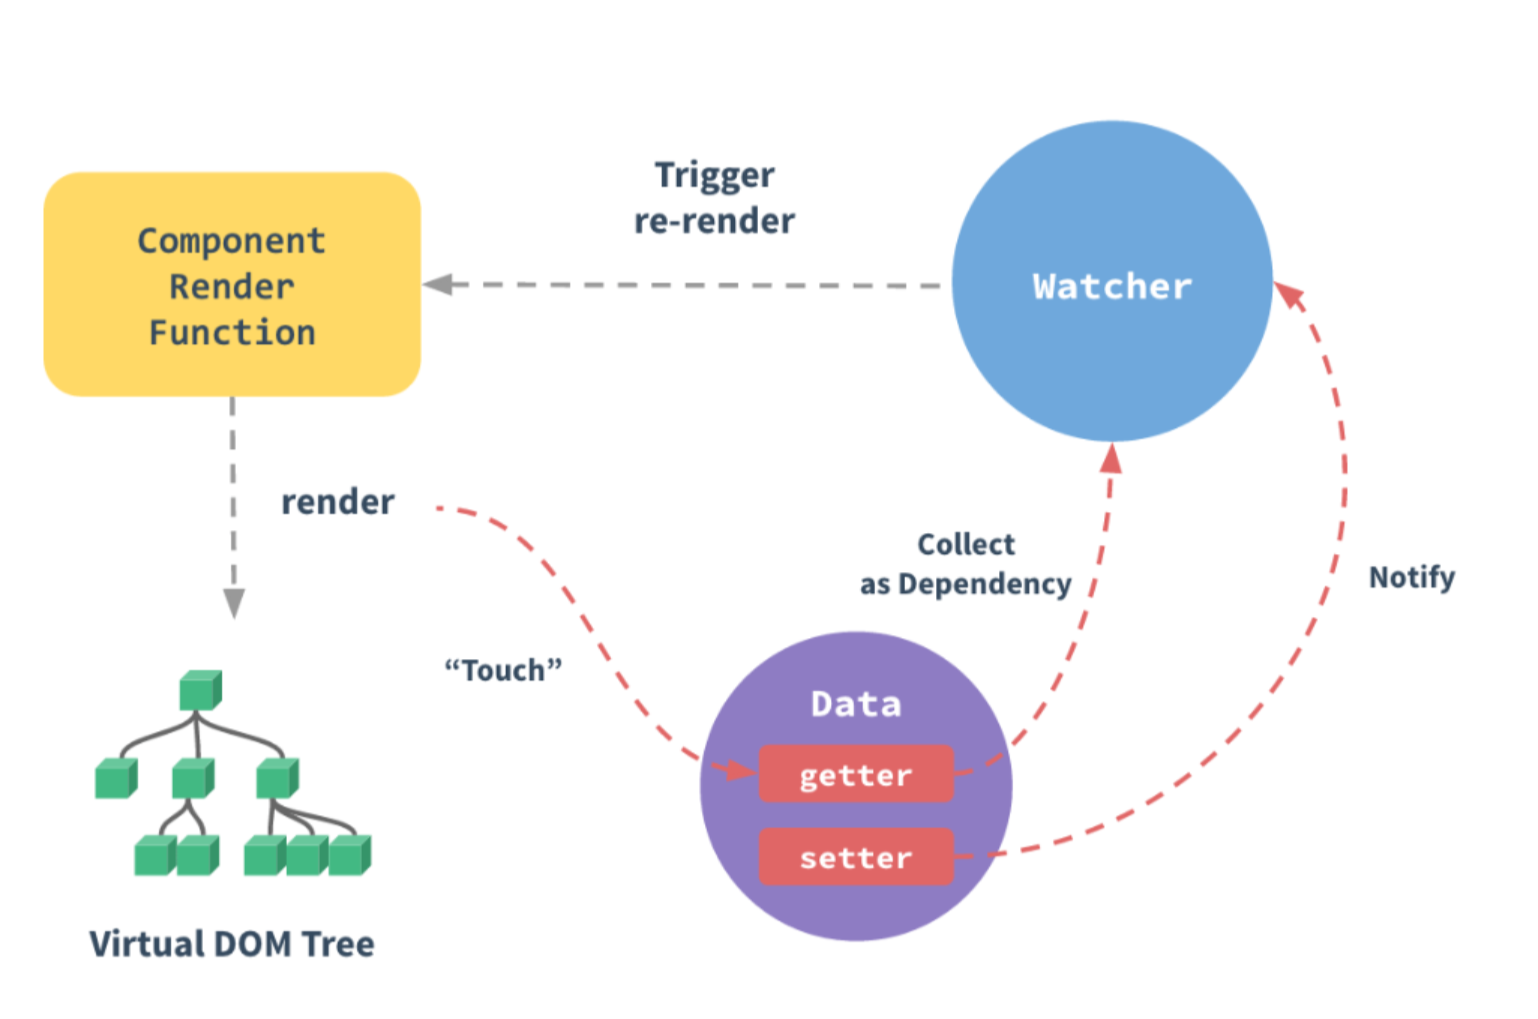 Trigger
re-render
Component
Render
Function
Watcher
render
Collect
as Dependency
Notify
“Touch”
Data
getter
setter
Virtual DOM Tree